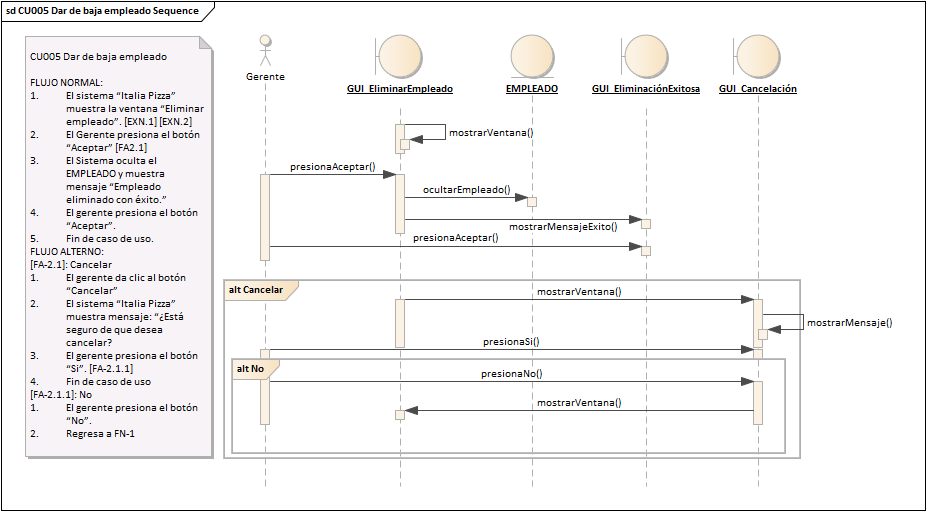 sd CU005 Dar de baja empleado Sequence
CU005 Dar de baja empleado
FLUJO NORMAL:
1. El sistema “Italia Pizza”
muestra la ventana “Eliminar
empleado”. [EXN.1] [EXN.2]
2. El Gerente presiona el botón
“Aceptar” [FA2.1]
3. El Sistema oculta el
EMPLEADO y muestra
mensaje “Empleado
eliminado con éxito.”
4. El gerente presiona el botón
“Aceptar”.
5. Fin de caso de uso.
FLUJO ALTERNO:
[FA-2.1]: Cancelar
1. El gerente da clic al botón
“Cancelar”
2. El sistema “Italia Pizza”
muestra mensaje: “¿Está
seguro de que desea
cancelar?
3. El gerente presiona el botón
“Si”. [FA-2.1.1]
4. Fin de caso de uso
[FA-2.1.1]: No
1. El gerente presiona el botón
“No”.
2. Regresa a FN-1
Gerente
GUI_EliminarEmpleado
EMPLEADO
GUI_EliminaciónExitosa
GUI_Cancelación
mostrarVentana()
presionaAceptar()
ocultarEmpleado()
mostrarMensajeExito()
presionaAceptar()
alt Cancelar
mostrarVentana()
mostrarMensaje()
presionaSi()
alt No
presionaNo()
mostrarVentana()